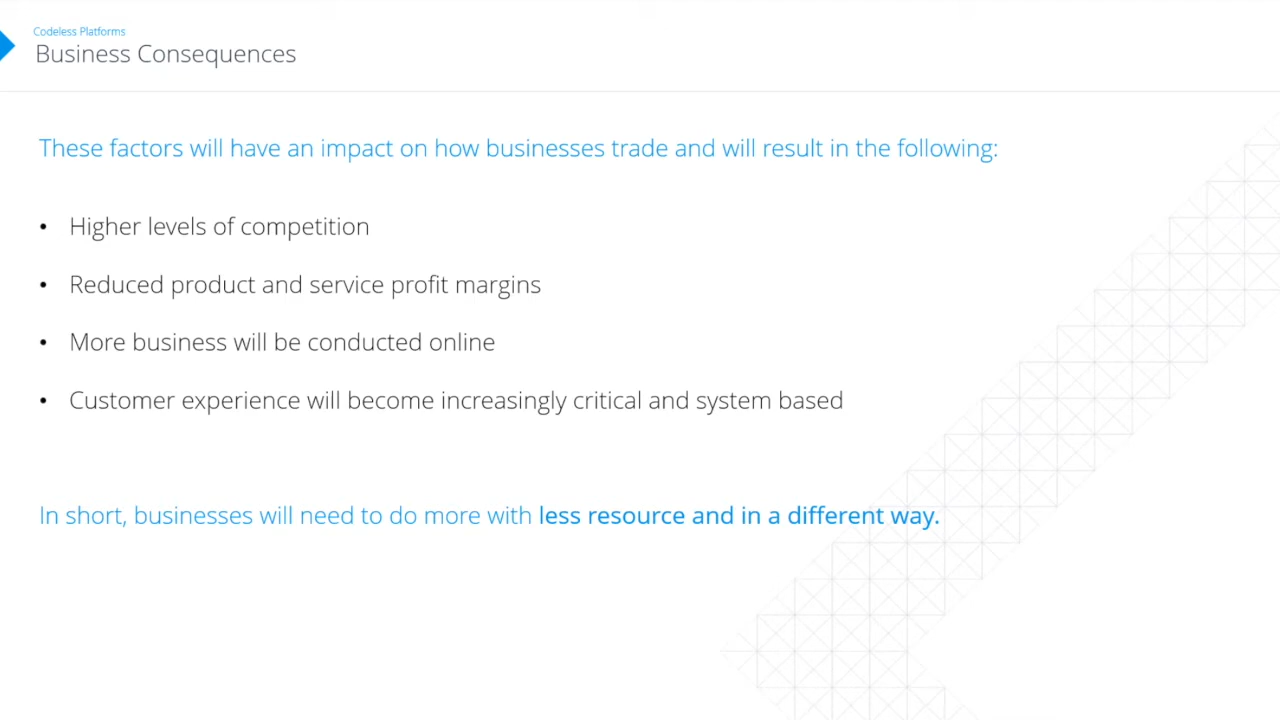 Codeless Platforms
Business Consequences
These factors will have an impact on how businesses trade and will result in the following:
• Higher levels of competition
• Reduced product and service profit margins
• More business will be conducted online
• Customer experience will become increasingly critical and system based
In short, businesses will need to do more with less resource and in a different way.